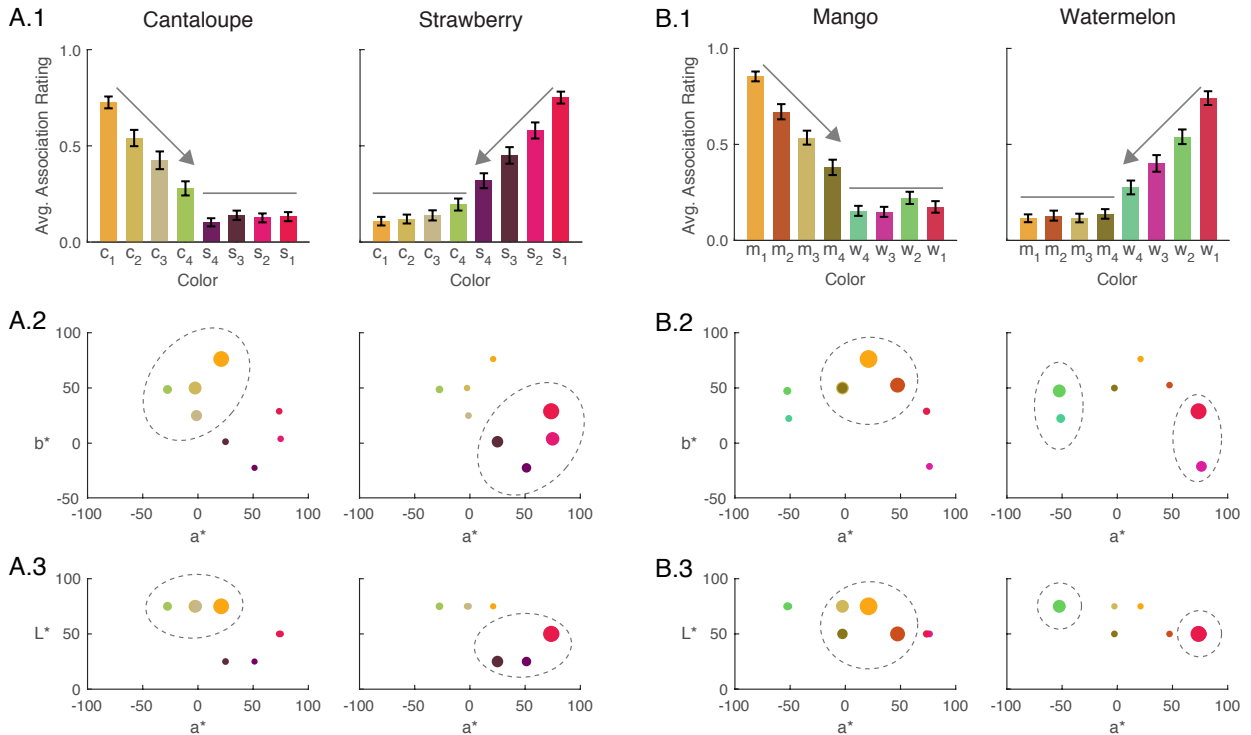 A.1 Cantaloupe Strawberry B.1 Mango Watermelon
Avg. Association Rating
1.0
0.5
0.0
c1 c2 c3 c4 s4 s3 s2 s1
Color
c1 c2 c3 c4 s4 s3 s2 s1
Color
Avg. Association Rating
1.0
0.5
0.0
m1 m2 m3 m4 w4 w3 w2 w1
Color
m1 m2 m3 m4 w4 w3 w2 w1
Color
A.2
b*
100
50
0
-50
-100 -50 0 50 100
a*
-100 -50 0 50 100
a*
B.2
b*
100
50
0
-50
-100 -50 0 50 100
a*
-100 -50 0 50 100
a*
A.3
L*
100
50
0
-100 -50 0 50 100
a*
-100 -50 0 50 100
a*
B.3
L*
100
50
0
-100 -50 0 50 100
a*
-100 -50 0 50 100
a*